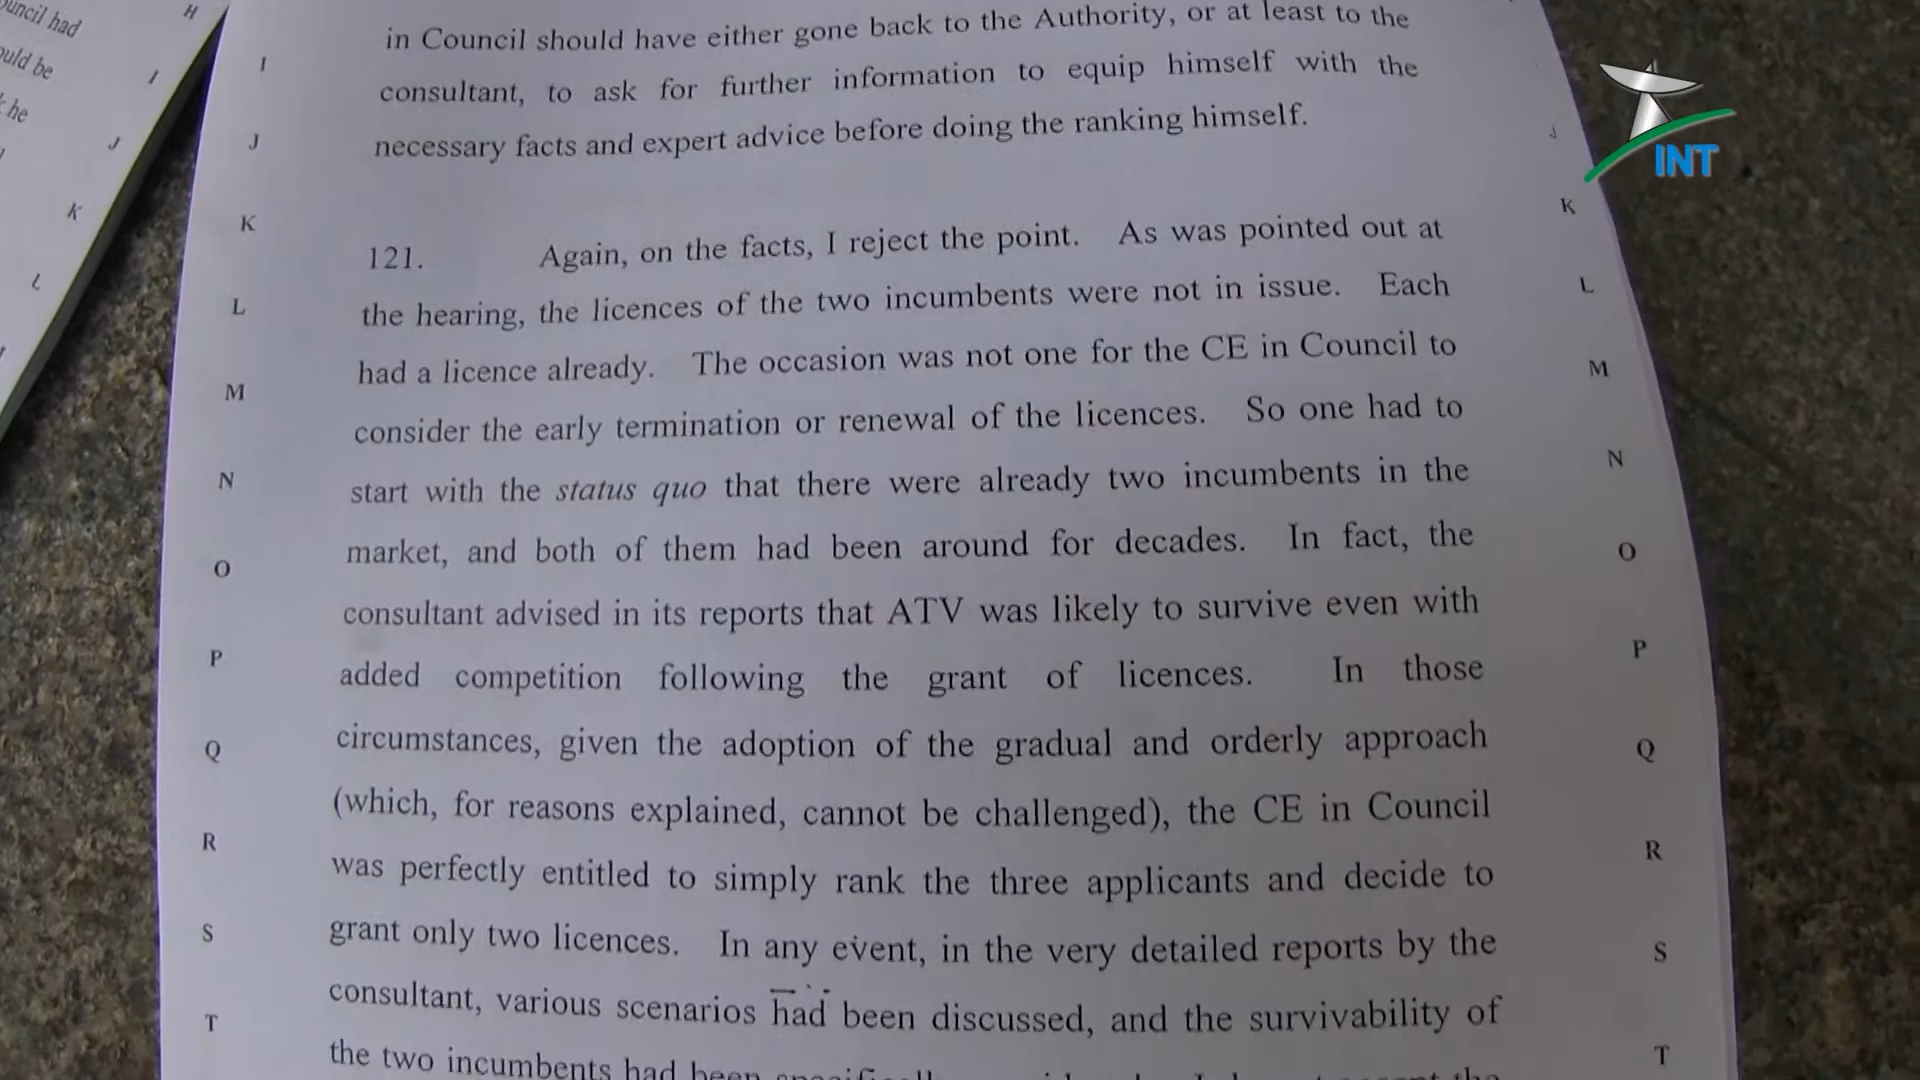 uncil had
ould be
he
H
I
J
K
L
I
J
K
L
M
N
O
P
Q
R
S
T
in Council should have either gone back to the Authority, or at least to the
consultant, to ask for further information to equip himself with the
necessary facts and expert advice before doing the ranking himself.
121. Again, on the facts, I reject the point. As was pointed out at
the hearing, the licences of the two incumbents were not in issue. Each
had a licence already. The occasion was not one for the CE in Council to
consider the early termination or renewal of the licences. So one had to
start with the status quo that there were already two incumbents in the
market, and both of them had been around for decades. In fact, the
consultant advised in its reports that ATV was likely to survive even with
added competition following the grant of licences. In those
circumstances, given the adoption of the gradual and orderly approach
(which, for reasons explained, cannot be challenged), the CE in Council
was perfectly entitled to simply rank the three applicants and decide to
grant only two licences. In any event, in the very detailed reports by the
consultant, various scenarios had been discussed, and the survivability of
the two incumbents had been
the
J
K
L
M
N
O
P
Q
R
S
T
INT